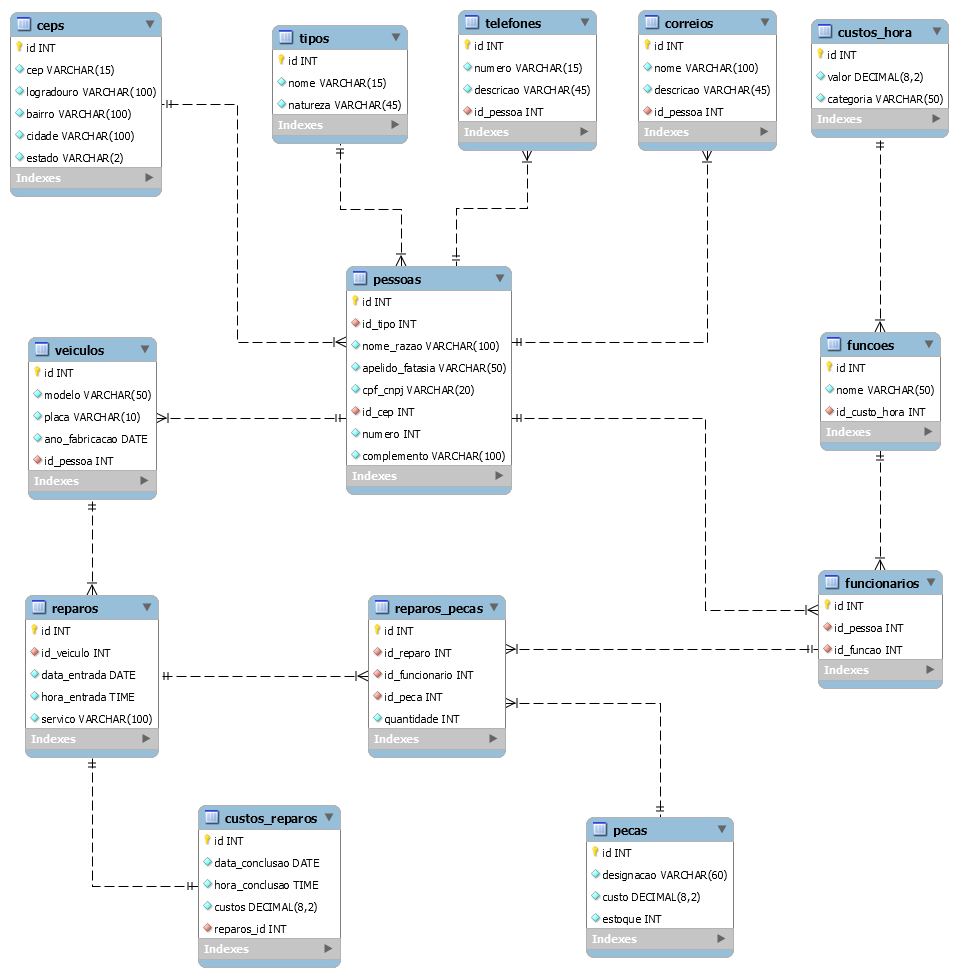 ceps
id INT
cep VARCHAR(15)
logradouro VARCHAR(100)
bairro VARCHAR(100)
cidade VARCHAR(100)
estado VARCHAR(2)
Indexes
tipos
id INT
nome VARCHAR(15)
natureza VARCHAR(45)
Indexes
telefones
id INT
numero VARCHAR(15)
descricao VARCHAR(45)
id_pessoa INT
Indexes
correios
id INT
nome VARCHAR(100)
descricao VARCHAR(45)
id_pessoa INT
Indexes
custos_hora
id INT
valor DECIMAL(8,2)
categoria VARCHAR(50)
Indexes
pessoas
id INT
id_tipo INT
nome_razao VARCHAR(100)
apelido_fatasia VARCHAR(50)
cpf_cnpj VARCHAR(20)
id_cep INT
numero INT
complemento VARCHAR(100)
Indexes
veiculos
id INT
modelo VARCHAR(50)
placa VARCHAR(10)
ano_fabricacao DATE
id_pessoa INT
Indexes
funcoes
id INT
nome VARCHAR(50)
id_custo_hora INT
Indexes
reparos
id INT
id_veiculo INT
data_entrada DATE
hora_entrada TIME
servico VARCHAR(100)
Indexes
reparos_pecas
id INT
id_reparo INT
id_funcionario INT
id_peca INT
quantidade INT
Indexes
funcionarios
id INT
id_pessoa INT
id_funcao INT
Indexes
custos_reparos
id INT
data_conclusao DATE
hora_conclusao TIME
custos DECIMAL(8,2)
reparos_id INT
Indexes
pecas
id INT
designacao VARCHAR(60)
custo DECIMAL(8,2)
estoque INT
Indexes